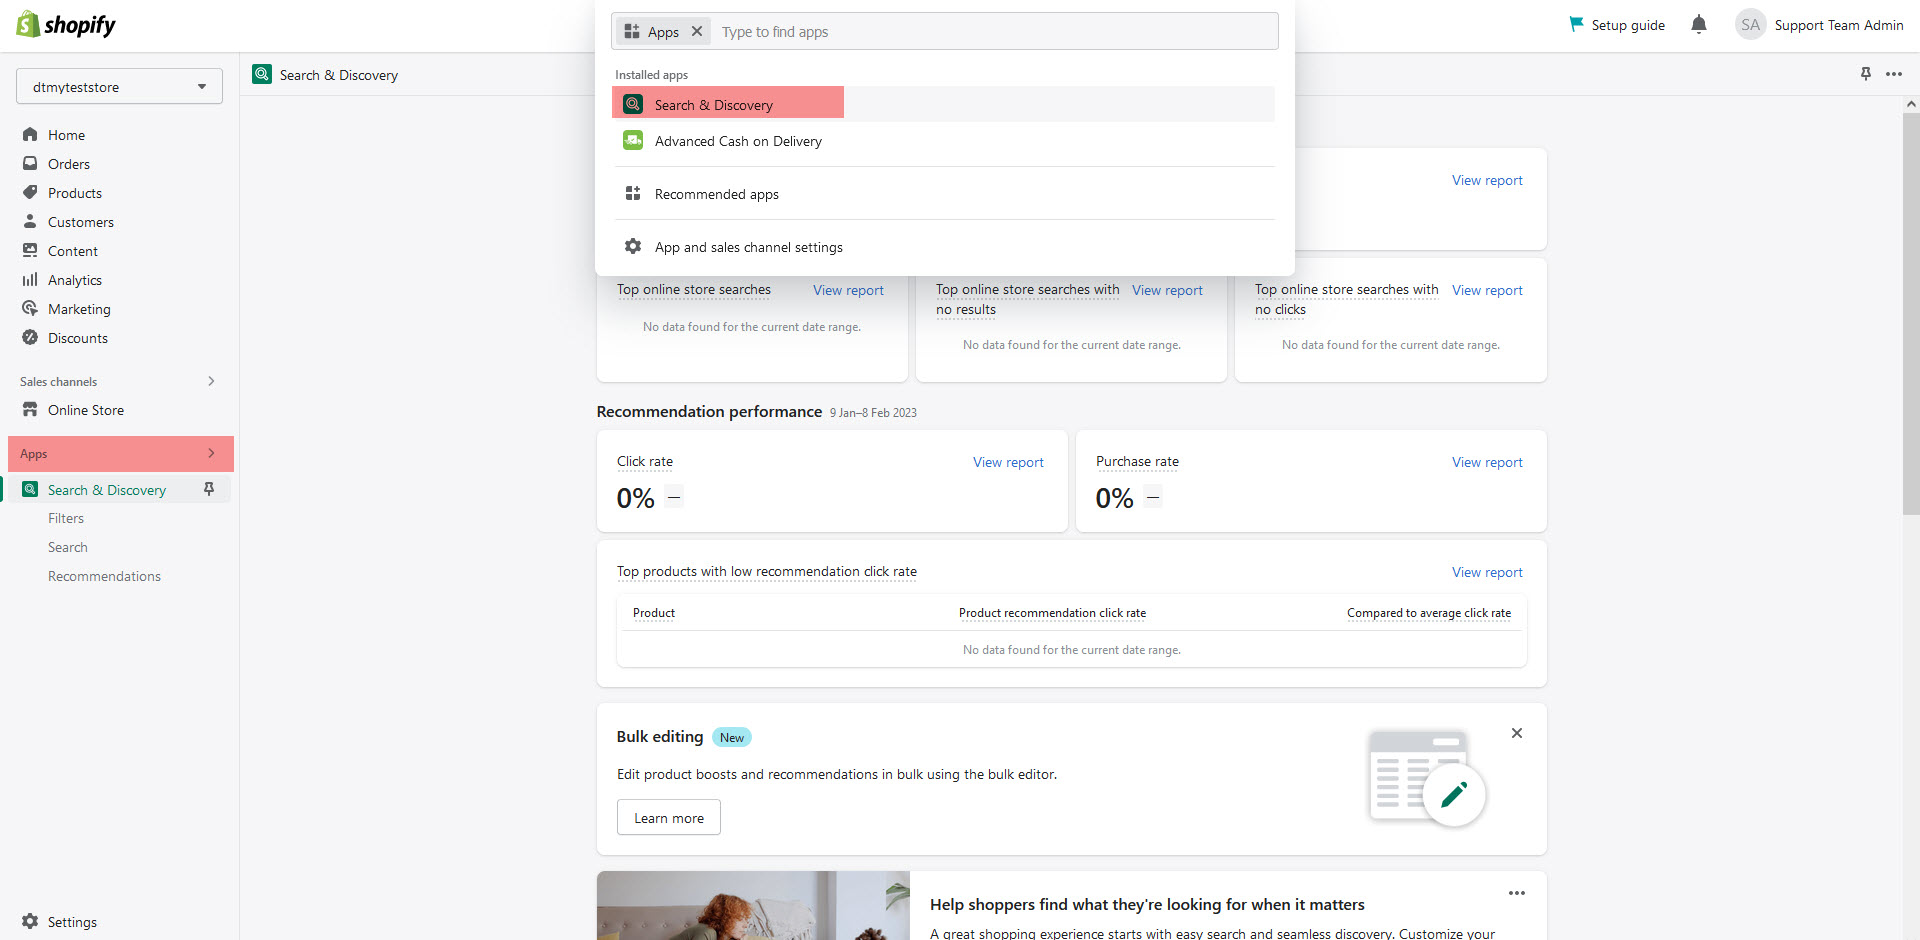 shopify
Apps
Type to find apps
Setup guide
SA
Support Team Admin
dtmyteststore
Search & Discovery
Installed apps
Search & Discovery
Advanced Cash on Delivery
Recommended apps
App and sales channel settings
Home
Orders
Products
Customers
Content
Analytics
Marketing
Discounts
Sales channels
Online Store
Apps
Search & Discovery
Filters
Search
Recommendations
Settings
View report
Top online store searches
View report
No data found for the current date range.
Top online store searches with
no results
View report
No data found for the current date range.
Top online store searches with
no clicks
View report
No data found for the current date range.
Recommendation performance 9 Jan–8 Feb 2023
Click rate
View report
0% –
Purchase rate
View report
0% –
Top products with low recommendation click rate
View report
Product
Product recommendation click rate
Compared to average click rate
No data found for the current date range.
Bulk editing
New
Edit product boosts and recommendations in bulk using the bulk editor.
Learn more
Help shoppers find what they're looking for when it matters
A great shopping experience starts with easy search and seamless discovery. Customize your